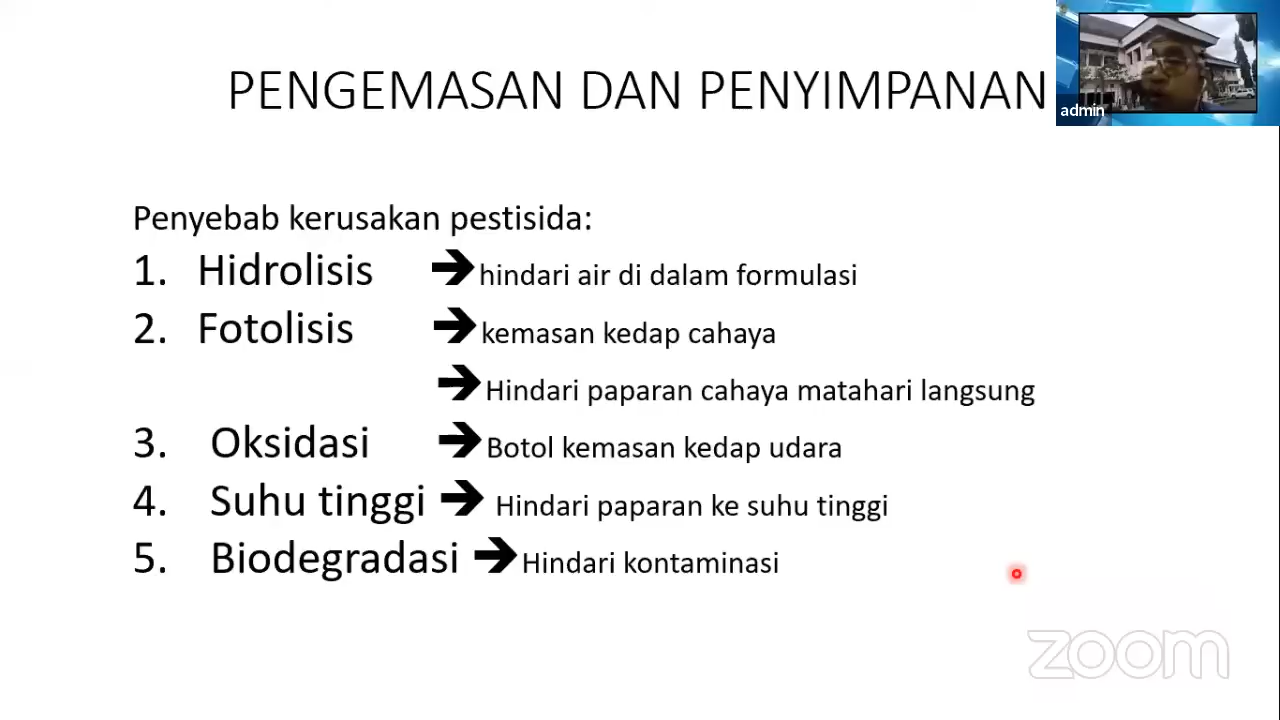 PENGEMASAN DAN PENYIMPANAN
admin
Penyebab kerusakan pestisida:
1. Hidrolisis ➔ hindari air di dalam formulasi
2. Fotolisis ➔ kemasan kedap cahaya
➔ Hindari paparan cahaya matahari langsung
3. Oksidasi ➔ Botol kemasan kedap udara
4. Suhu tinggi ➔ Hindari paparan ke suhu tinggi
5. Biodegradasi ➔ Hindari kontaminasi
zoom